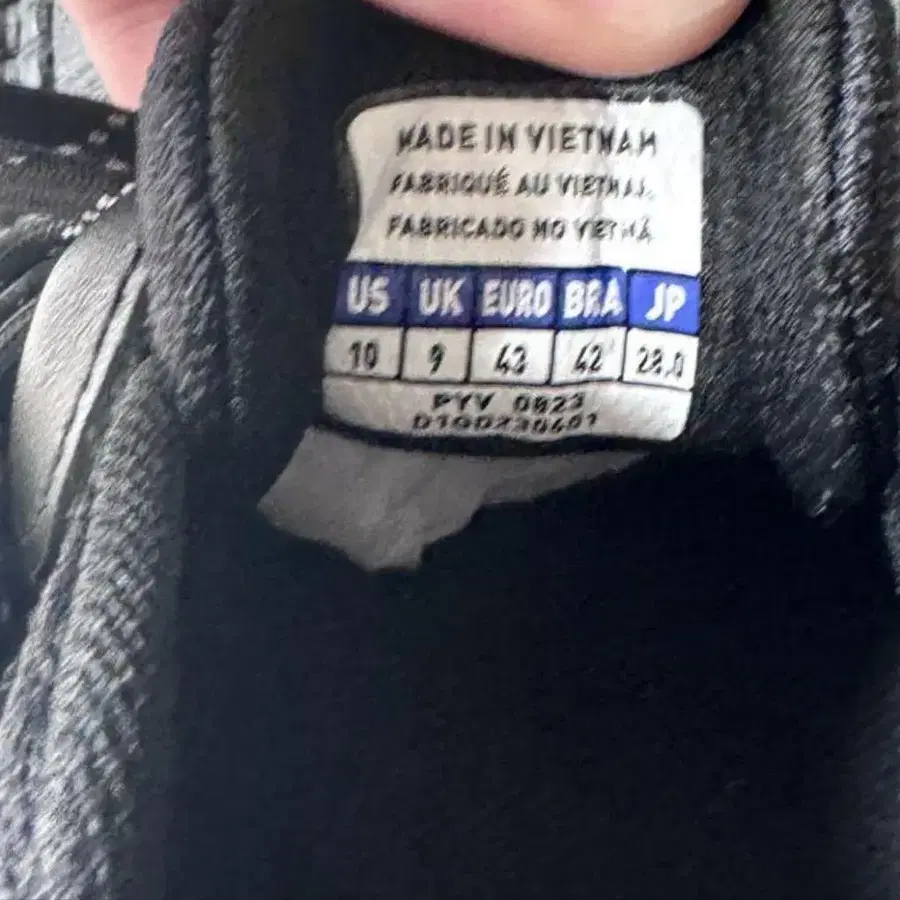 MADE IN VIETNAM
FABRIQUÉ AU VIETNAM
FABRICADO NO VIETNÃ
US UK EURO BRA JP
10 9 43 42 28.0
PYV 0823